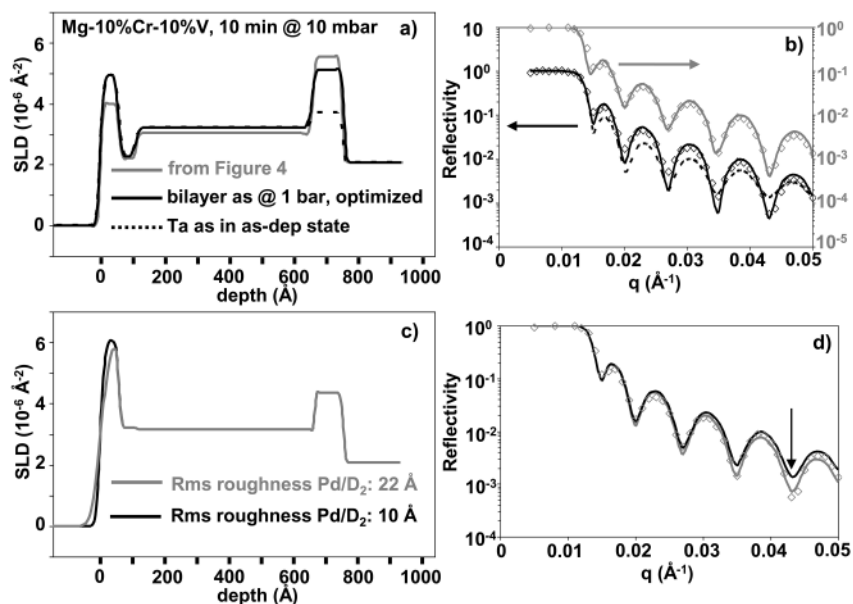 Mg-10%Cr-10%V, 10 min @ 10 mbar
a)
6
4
2
0
SLD (10⁻⁶ Å⁻²)
from Figure 4
bilayer as @ 1 bar, optimized
Ta as in as-dep state
0 200 400 600 800 1000
depth (Å)
b)
10¹
10⁰
10⁻¹
10⁻²
10⁻³
10⁻⁴
Reflectivity
10⁰
10⁻¹
10⁻²
10⁻³
10⁻⁴
10⁻⁵
Reflectivity
0 0.01 0.02 0.03 0.04 0.05
q (Å⁻¹)
c)
6
4
2
0
SLD (10⁻⁶ Å⁻²)
Rms roughness Pd/D₂: 22 Å
Rms roughness Pd/D₂: 10 Å
0 200 400 600 800 1000
depth (Å)
d)
10⁰
10⁻¹
10⁻²
10⁻³
10⁻⁴
Reflectivity
0 0.01 0.02 0.03 0.04 0.05
q (Å⁻¹)